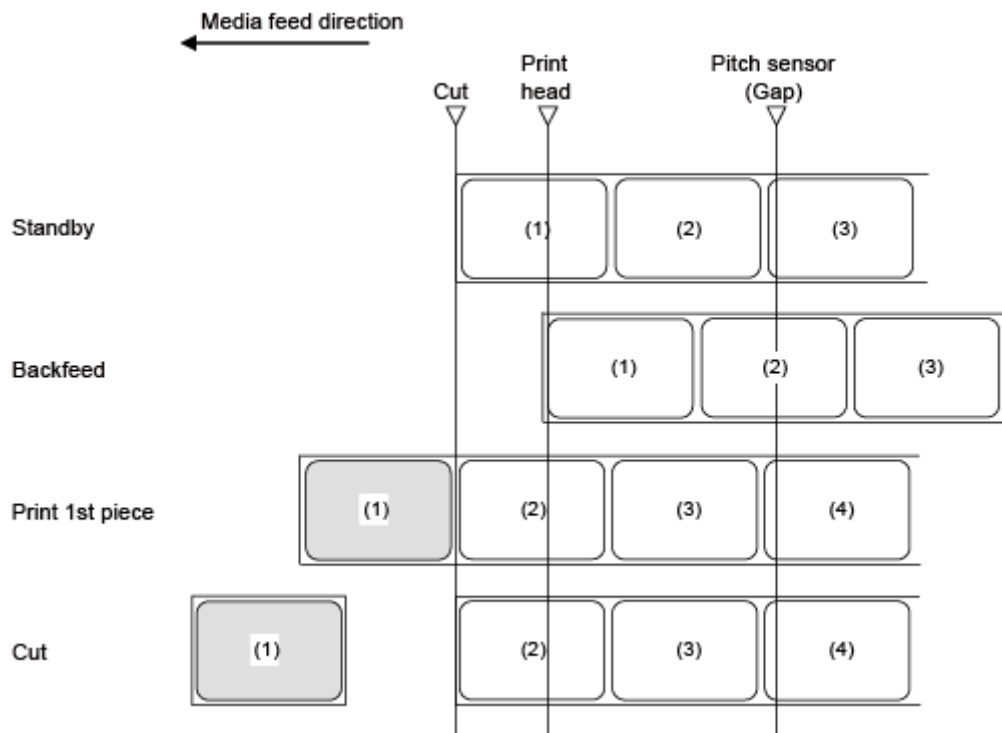 Media feed direction
Cut
Print
head
Pitch sensor
(Gap)
Standby
(1)
(2)
(3)
Backfeed
(1)
(2)
(3)
Print 1st piece
(1)
(2)
(3)
(4)
Cut
(1)
(2)
(3)
(4)